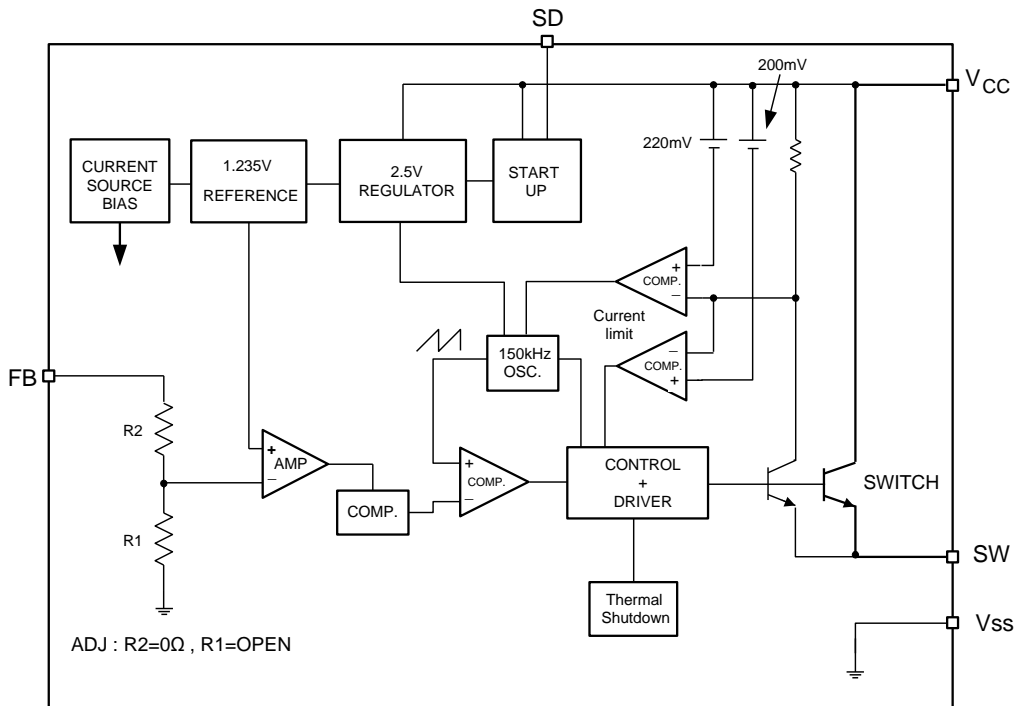 SD
200mV
VCC
220mV
CURRENT
SOURCE
BIAS
1.235V
REFERENCE
2.5V
REGULATOR
START
UP
+
COMP.
−
Current
limit
−
COMP.
+
150kHz
OSC.
FB
R2
+
AMP
−
+
COMP.
−
COMP.
CONTROL
+
DRIVER
SWITCH
R1
SW
Thermal
Shutdown
Vss
ADJ : R2=0Ω , R1=OPEN